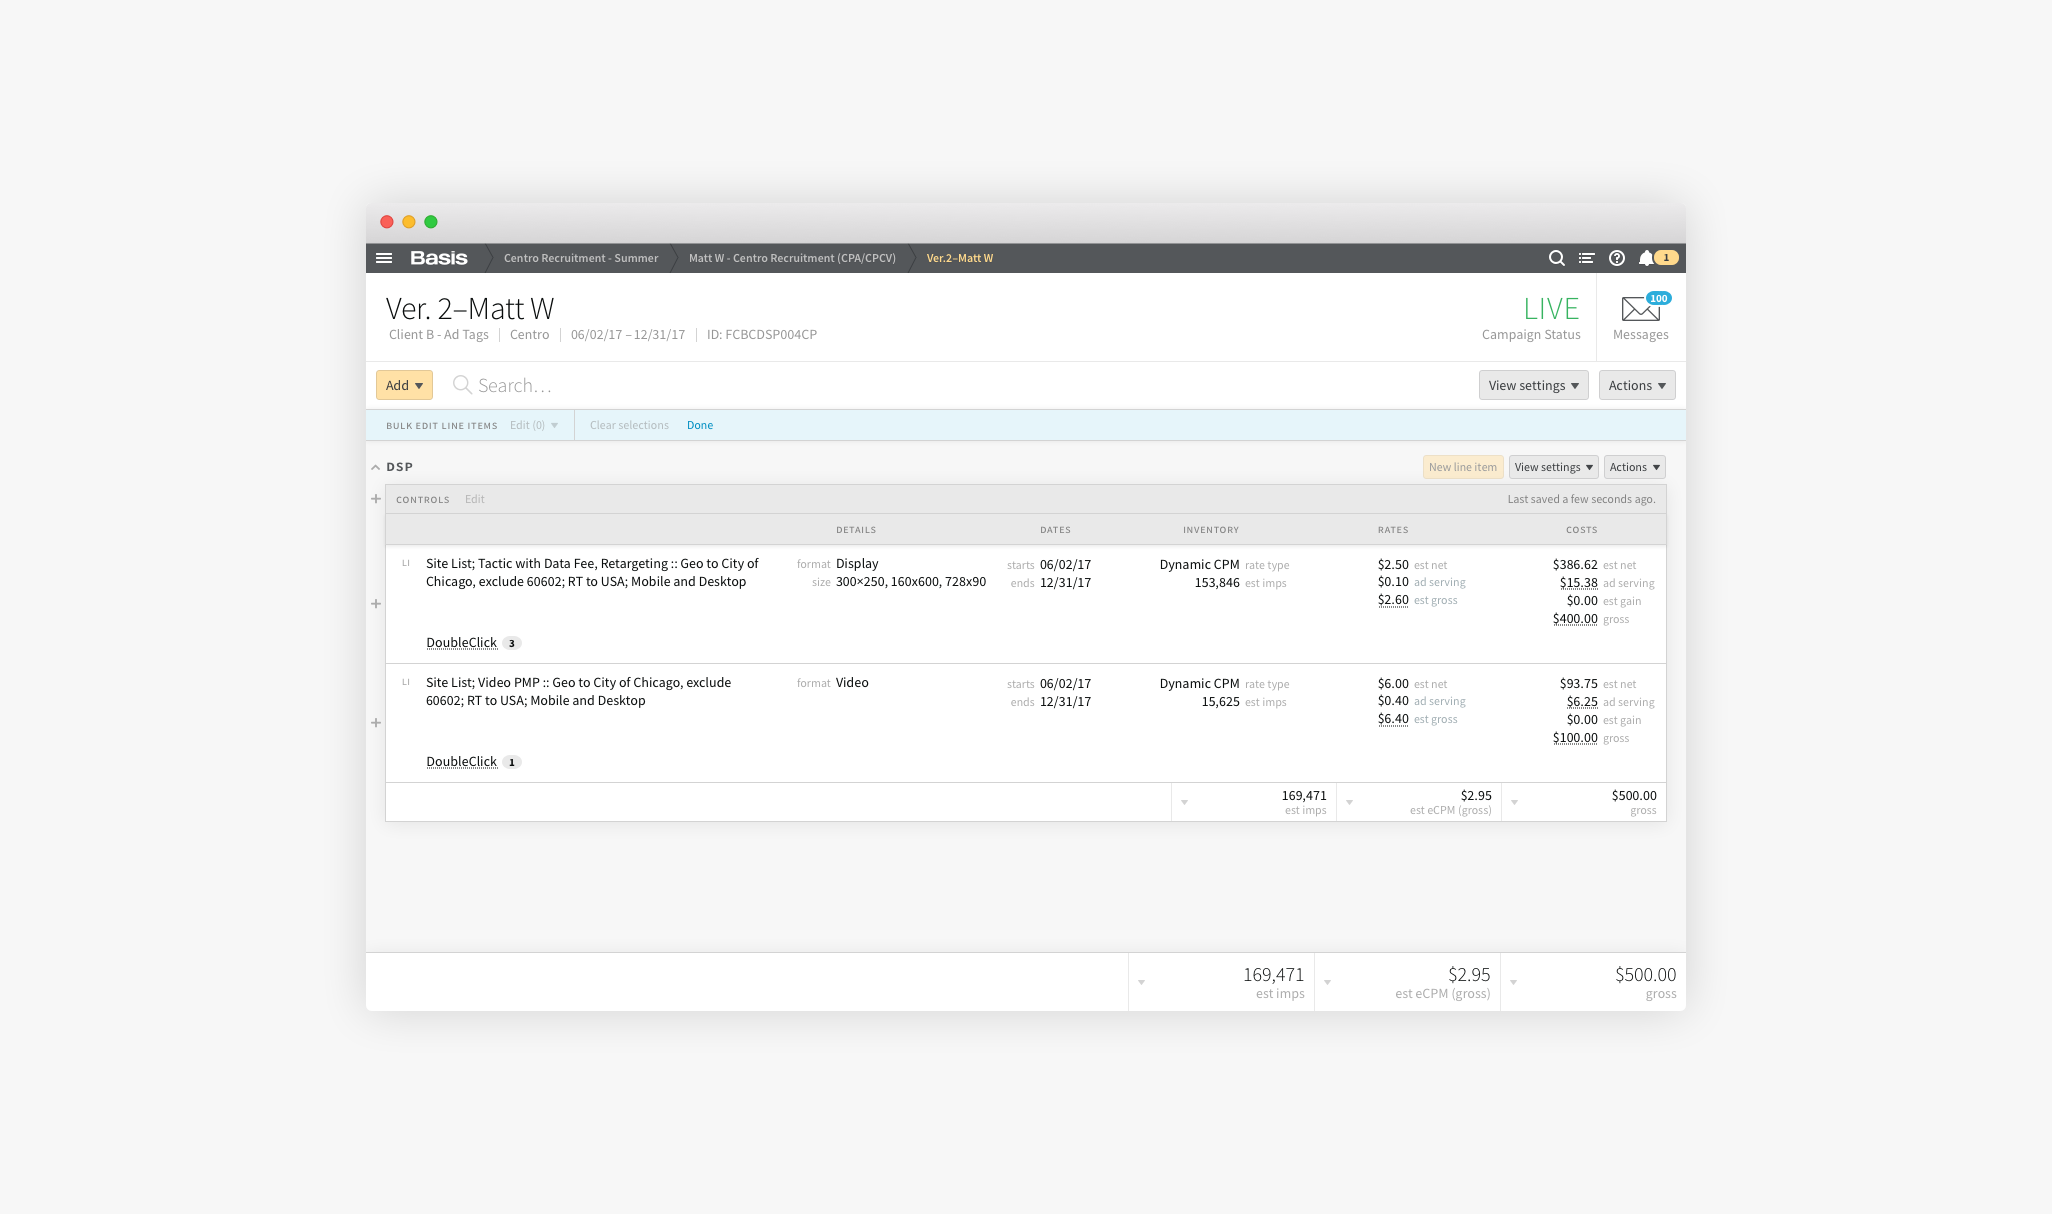 Basis Centro Recruitment - Summer Matt W - Centro Recruitment (CPA/CPCV) Ver.2–Matt W 1
Ver. 2–Matt W
Client B - Ad Tags Centro 06/02/17 – 12/31/17 ID: FCBCDSP004CP
LIVE
Campaign Status
100
Messages
Add Search… View settings Actions
BULK EDIT LINE ITEMS Edit (0) Clear selections Done
DSP New line item View settings Actions
CONTROLS Edit Last saved a few seconds ago.
DETAILS DATES INVENTORY RATES COSTS
LI Site List; Tactic with Data Fee, Retargeting :: Geo to City of format Display starts 06/02/17 Dynamic CPM rate type $2.50 est net $386.62 est net
Chicago, exclude 60602; RT to USA; Mobile and Desktop size 300×250, 160x600, 728x90 ends 12/31/17 153,846 est imps $0.10 ad serving $15.38 ad serving
$2.60 est gross $0.00 est gain
$400.00 gross
DoubleClick 3
LI Site List; Video PMP :: Geo to City of Chicago, exclude format Video starts 06/02/17 Dynamic CPM rate type $6.00 est net $93.75 est net
60602; RT to USA; Mobile and Desktop ends 12/31/17 15,625 est imps $0.40 ad serving $6.25 ad serving
$6.40 est gross $0.00 est gain
$100.00 gross
DoubleClick 1
169,471 $2.95 $500.00
est imps est eCPM (gross) gross
169,471 $2.95 $500.00
est imps est eCPM (gross) gross